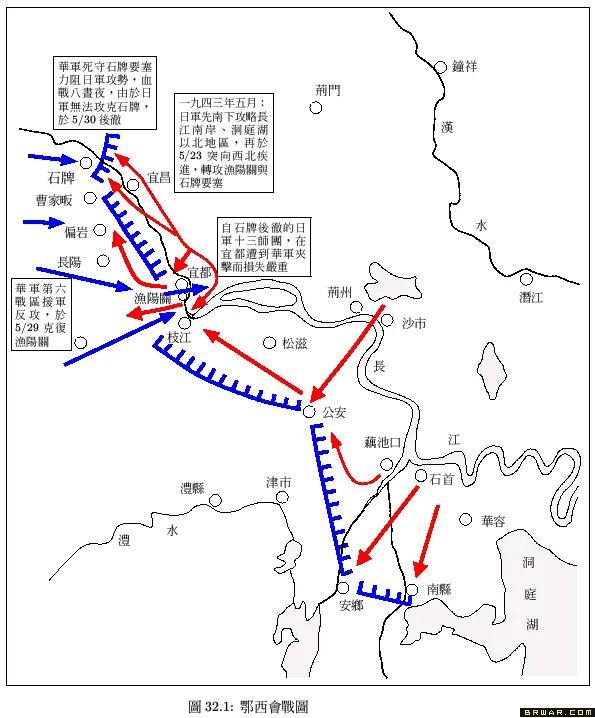 華軍死守石牌要塞
力阻日軍攻勢，血
戰八晝夜，由於日
軍無法攻克石牌，
於 5/30 後徹
一九四三年五月：
日軍先南下攻略長
江南岸、洞庭湖
以北地區，再於
5/23 突向西北疾
進，轉攻漁陽關與
石牌要塞
荊門
鐘祥
漢
水
石牌
宜昌
曹家畈
偏岩
長陽
自石牌後徹的日
軍十三師團，在
宜都遭到華軍夾
擊而損失嚴重
宜都
漁陽關
華軍第六
戰區援軍
反攻，於
5/29 克復
漁陽關
枝江
松滋
荊州
沙市
潛江
長
江
公安
藕池口
石首
津市
澧縣
澧
水
華容
安鄉
南縣
洞
庭
湖
圖 32.1: 鄂西會戰圖
BRWAR.COM